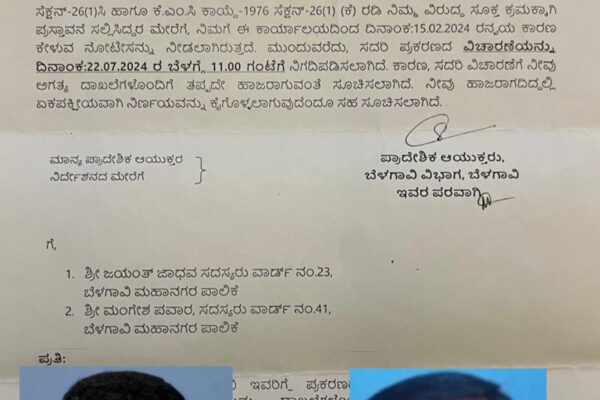 ಸೆಕ್ಷನ್-26(1)ಸಿ ಹಾಗೂ ಕೆ.ಎಂ.ಸಿ ಕಾಯ್ದೆ-1976 ಸೆಕ್ಷನ್-26(1) (ಕೆ) ರಡಿ ನಿಮ್ಮ ವಿರುದ್ಧ ಸೂಕ್ತ ಕ್ರಮಕ್ಕಾಗಿ
ಪ್ರಸ್ತಾವನೆ ಸಲ್ಲಿಸಿದ್ದರ ಮೇರೆಗೆ, ನಿಮಗೆ ಈ ಕಾರ್ಯಾಲಯದಿಂದ ದಿನಾಂಕ:15.02.2024 ರನ್ವಯ ಕಾರಣ
ಕೇಳುವ ನೋಟೀಸನ್ನು ನೀಡಲಾಗಿರುತ್ತದೆ. ಮುಂದುವರೆದು, ಸದರಿ ಪ್ರಕರಣದ ವಿಚಾರಣೆಯನ್ನು
ದಿನಾಂಕ:22.07.2024 ರ ಬೆಳಗ್ಗೆ 11.00 ಗಂಟೆಗೆ ನಿಗದಿಪಡಿಸಲಾಗಿದೆ. ಕಾರಣ, ಸದರಿ ವಿಚಾರಣೆಗೆ ನೀವು
ಅಗತ್ಯ ದಾಖಲೆಗಳೊಂದಿಗೆ ತಪ್ಪದೇ ಹಾಜರಾಗುವಂತೆ ಸೂಚಿಸಲಾಗಿದೆ. ನೀವು ಹಾಜರಾಗದಿದ್ದಲ್ಲಿ
ಏಕಪಕ್ಷೀಯವಾಗಿ ನಿರ್ಣಯವನ್ನು ಕೈಗೊಳ್ಳಲಾಗುವುದೆಂದೂ ಸಹ ಸೂಚಿಸಲಾಗಿದೆ.
ಮಾನ್ಯ ಪ್ರಾದೇಶಿಕ ಆಯುಕ್ತರ
ನಿರ್ದೇಶನದ ಮೇರೆಗೆ
ಪ್ರಾದೇಶಿಕ ಆಯುಕ್ತರು,
ಬೆಳಗಾವಿ ವಿಭಾಗ, ಬೆಳಗಾವಿ
ಇವರ ಪರವಾಗಿ
ಗೆ,
1. ಶ್ರೀ ಜಯಂತ್ ಜಾಧವ ಸದಸ್ಯರು ವಾರ್ಡ್ ನಂ.23,
ಬೆಳಗಾವಿ ಮಹಾನಗರ ಪಾಲಿಕೆ
2. ಶ್ರೀ ಮಂಗೇಶ ಪವಾರ, ಸದಸ್ಯರು ವಾರ್ಡ್ ನಂ.41,
ಬೆಳಗಾವಿ ಮಹಾನಗರ ಪಾಲಿಕೆ
ಪ್ರತಿ:
ಇವರಿಗೆ ಪ್ರಕರಣ